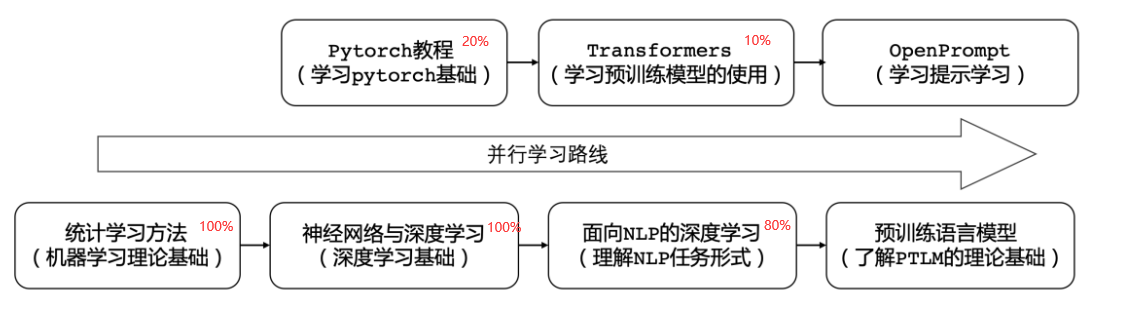 Pytorch教程 20%
（学习pytorch基础）
Transformers 10%
（学习预训练模型的使用）
OpenPrompt
（学习提示学习）
并行学习路线
统计学习方法 100%
（机器学习理论基础）
神经网络与深度学习 100%
（深度学习基础）
面向NLP的深度学习 80%
（理解NLP任务形式）
预训练语言模型
（了解PTLM的理论基础）